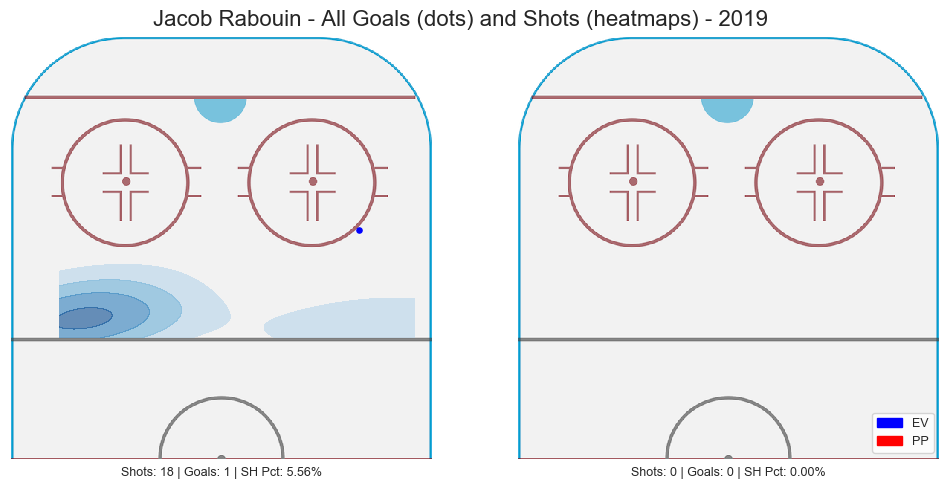 Jacob Rabouin - All Goals (dots) and Shots (heatmaps) - 2019
EV
PP
Shots: 18 | Goals: 1 | SH Pct: 5.56%
Shots: 0 | Goals: 0 | SH Pct: 0.00%